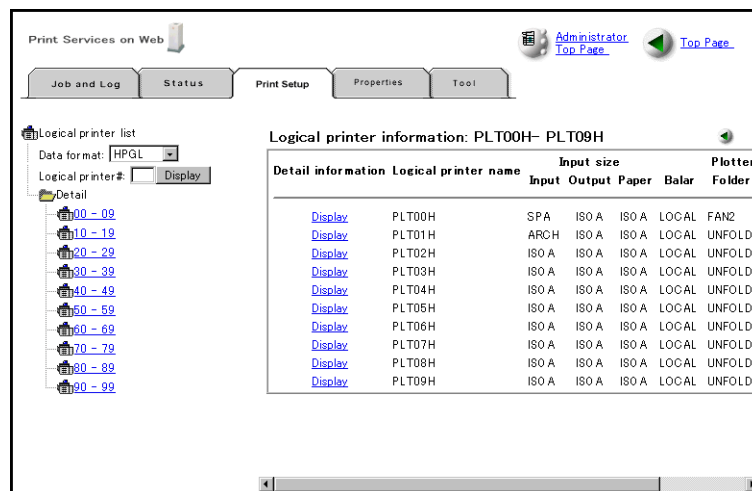 Print Services on Web
Administrator
Top Page
Top Page
Job and Log
Status
Print Setup
Properties
Tool
Logical printer list
Data format: HPGL
Logical printer#: Display
Detail
00 - 09
10 - 19
20 - 29
30 - 39
40 - 49
50 - 59
60 - 69
70 - 79
80 - 89
90 - 99
Logical printer information: PLT00H- PLT09H
Input size Plotter
Detail information Logical printer name Input Output Paper Balar Folder
Display PLT00H SPA ISO A ISO A LOCAL FAN2
Display PLT01H ARCH ISO A ISO A LOCAL UNFOLD
Display PLT02H ISO A ISO A ISO A LOCAL UNFOLD
Display PLT03H ISO A ISO A ISO A LOCAL UNFOLD
Display PLT04H ISO A ISO A ISO A LOCAL UNFOLD
Display PLT05H ISO A ISO A ISO A LOCAL UNFOLD
Display PLT06H ISO A ISO A ISO A LOCAL UNFOLD
Display PLT07H ISO A ISO A ISO A LOCAL UNFOLD
Display PLT08H ISO A ISO A ISO A LOCAL UNFOLD
Display PLT09H ISO A ISO A ISO A LOCAL UNFOLD